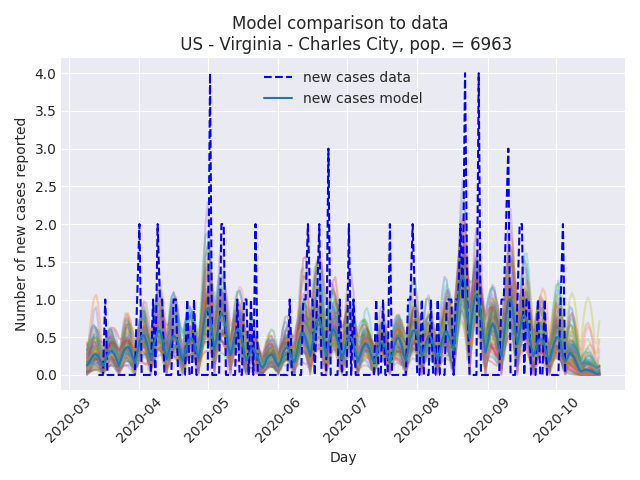 Model comparison to data
US - Virginia - Charles City, pop. = 6963
new cases data
new cases model
Number of new cases reported
4.0
3.5
3.0
2.5
2.0
1.5
1.0
0.5
0.0
2020-03
2020-04
2020-05
2020-06
2020-07
2020-08
2020-09
2020-10
Day